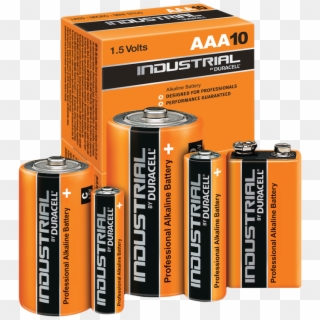 1.5 Volts
AAA10
INDUSTRIAL
BY DURACELL
Alkaline Battery
DESIGNED FOR PROFESSIONALS
PERFORMANCE GUARANTEED
INDUSTRIAL
BY DURACELL
Professional Alkaline Battery
+
C
INDUSTRIAL
BY DURACELL
Professional Alkaline Battery
+
INDUSTRIAL
BY DURACELL
Professional Alkaline Battery
+
INDUSTRIAL
BY DURACELL
Professional Alkaline Battery
+
INDUSTRIAL
BY DURACELL
Professional Alkaline Battery
+